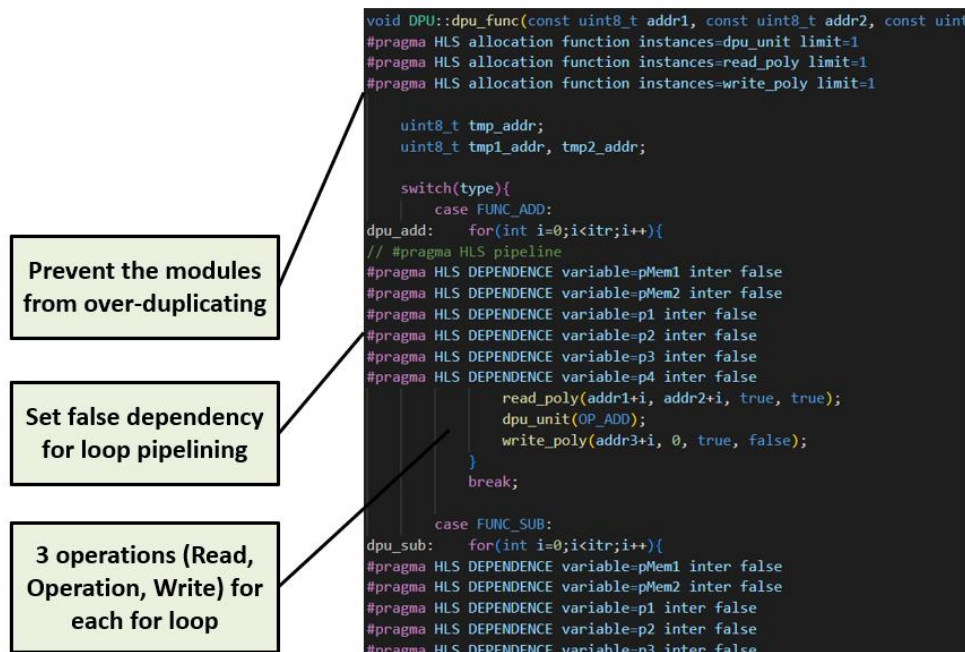 void DPU::dpu_func(const uint8_t addr1, const uint8_t addr2, const uint
#pragma HLS allocation function instances=dpu_unit limit=1
#pragma HLS allocation function instances=read_poly limit=1
#pragma HLS allocation function instances=write_poly limit=1
uint8_t tmp_addr;
uint8_t tmp1_addr, tmp2_addr;
switch(type){
case FUNC_ADD:
dpu_add: for(int i=0;i<itr;i++){
// #pragma HLS pipeline
#pragma HLS DEPENDENCE variable=pMem1 inter false
#pragma HLS DEPENDENCE variable=pMem2 inter false
#pragma HLS DEPENDENCE variable=p1 inter false
#pragma HLS DEPENDENCE variable=p2 inter false
#pragma HLS DEPENDENCE variable=p3 inter false
#pragma HLS DEPENDENCE variable=p4 inter false
read_poly(addr1+i, addr2+i, true, true);
dpu_unit(OP_ADD);
write_poly(addr3+i, 0, true, false);
}
break;
case FUNC_SUB:
dpu_sub: for(int i=0;i<itr;i++){
#pragma HLS DEPENDENCE variable=pMem1 inter false
#pragma HLS DEPENDENCE variable=pMem2 inter false
#pragma HLS DEPENDENCE variable=p1 inter false
#pragma HLS DEPENDENCE variable=p2 inter false
#pragma HLS DEPENDENCE variable=p3 inter false
Prevent the modules
from over-duplicating
Set false dependency
for loop pipelining
3 operations (Read,
Operation, Write) for
each for loop